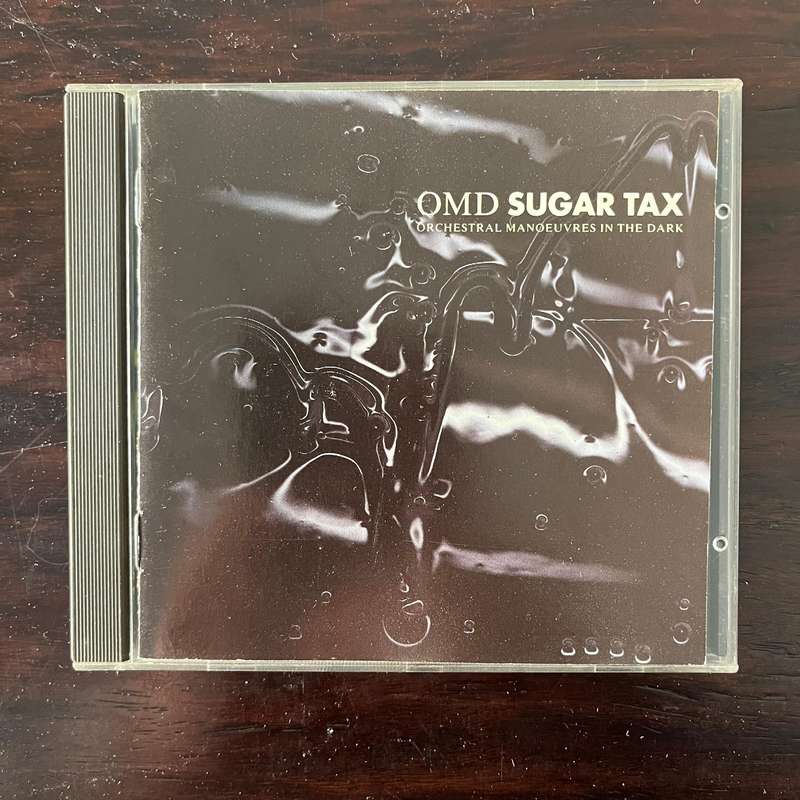 OMD SUGAR TAX
ORCHESTRAL MANOEUVRES IN THE DARK